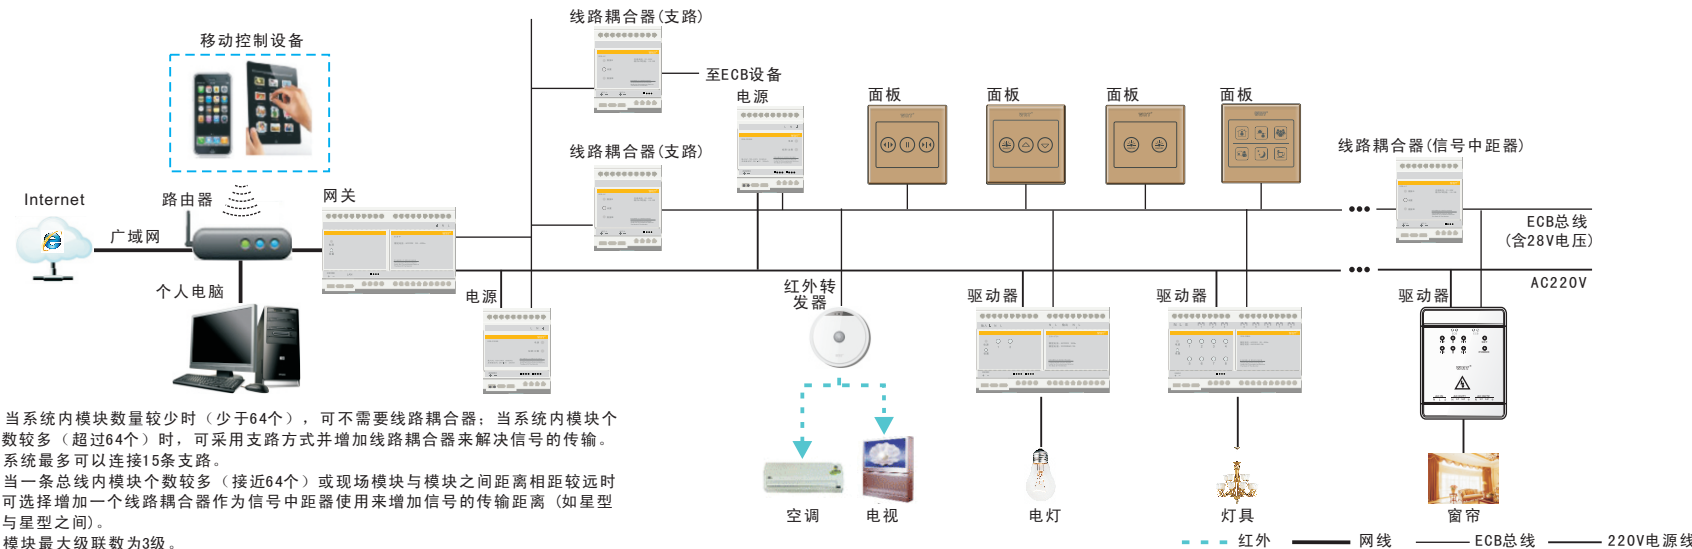 线路耦合器(支路)
移动控制设备
至ECB设备
电源
面板
面板
面板
面板
线路耦合器(支路)
线路耦合器(信号中距器)
Internet
路由器
网关
广域网
ECB总线
(含28V电压)
AC220V
个人电脑
电源
红外转
发器
驱动器
驱动器
驱动器
当系统内模块数量较少时（少于64个），可不需要线路耦合器；当系统内模块个
数较多（超过64个）时，可采用支路方式并增加线路耦合器来解决信号的传输。
系统最多可以连接15条支路。
当一条总线内模块个数较多（接近64个）或现场模块与模块之间距离相距较远时
可选择增加一个线路耦合器作为信号中距器使用来增加信号的传输距离（如星型
与星型之间）。
模块最大级联数为3级。
空调
电视
电灯
灯具
窗帘
红外
网线
ECB总线
220V电源线